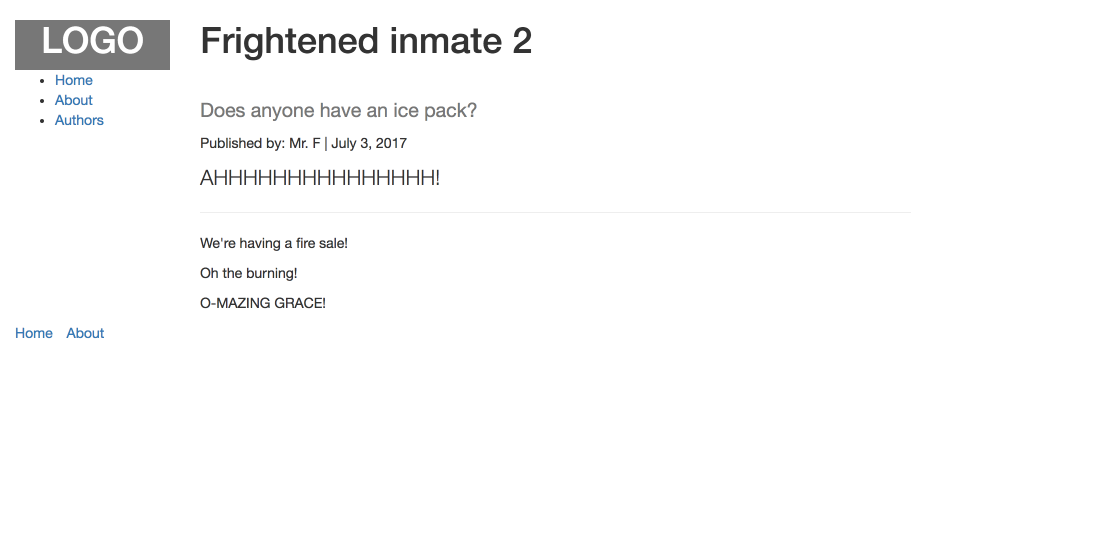 LOGO
Home
About
Authors
Frightened inmate 2
Does anyone have an ice pack?
Published by: Mr. F | July 3, 2017
AHHHHHHHHHHHHHHH!
We're having a fire sale!
Oh the burning!
O-MAZING GRACE!
Home About